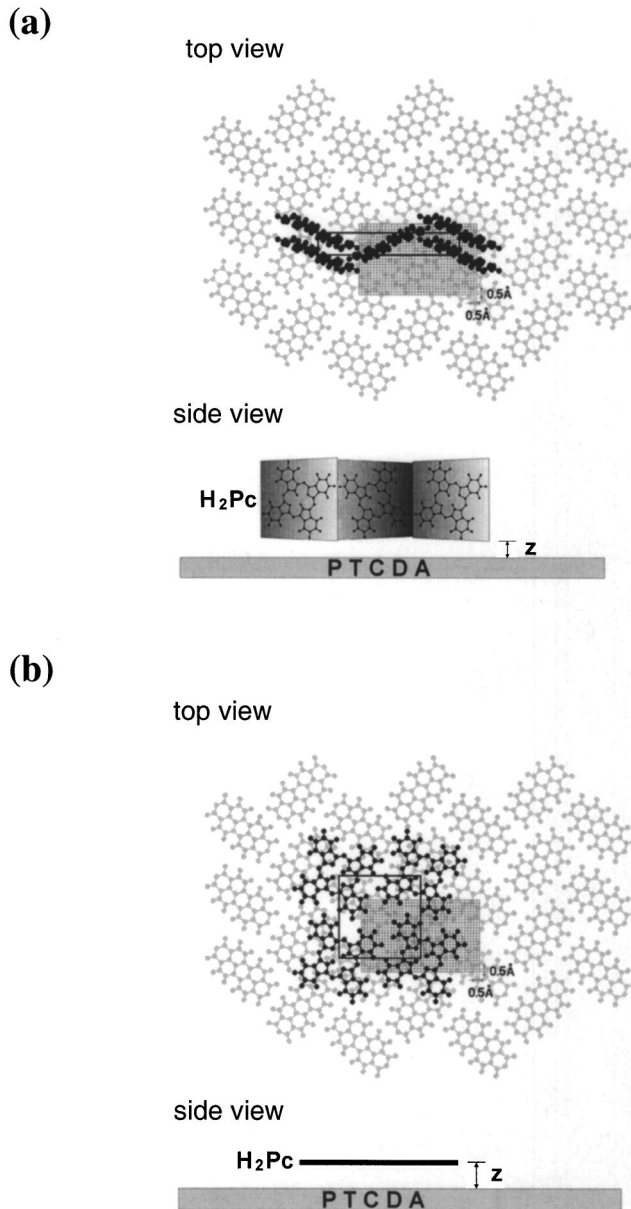 (a)
top view
0.5Å
0.5Å
side view
H₂Pc
z
PTCDA
(b)
top view
0.5Å
0.5Å
side view
H₂Pc
z
PTCDA